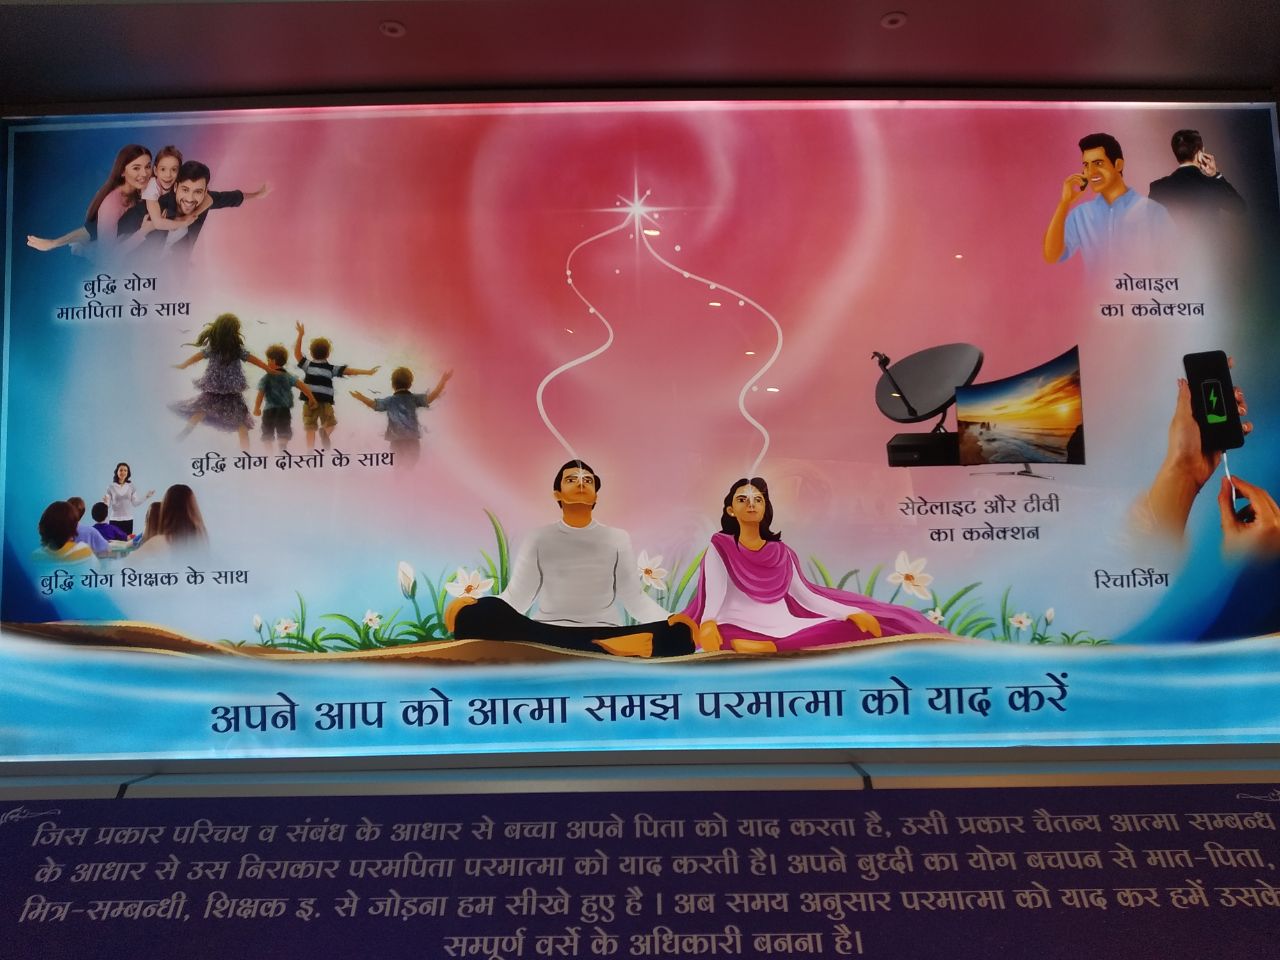 बुद्धि योग
मातपिता के साथ
बुद्धि योग दोस्तों के साथ
बुद्धि योग शिक्षक के साथ
मोबाइल
का कनेक्शन
सेटेलाइट और टीवी
का कनेक्शन
रिचार्जिंग
अपने आप को आत्मा समझ परमात्मा को याद करें
जिस प्रकार परिचय व संबंध के आधार से बच्चा अपने पिता को याद करता है, उसी प्रकार चैतन्य आत्मा सम्बन्ध
के आधार से उस निराकार परमपिता परमात्मा को याद करती है। अपने बुध्दी का योग बचपन से मात-पिता,
मित्र-सम्बन्धी, शिक्षक इ. से जोड़ना हम सीखे हुए है । अब समय अनुसार परमात्मा को याद कर हमें उसके
सम्पूर्ण वर्से के अधिकारी बनना है।